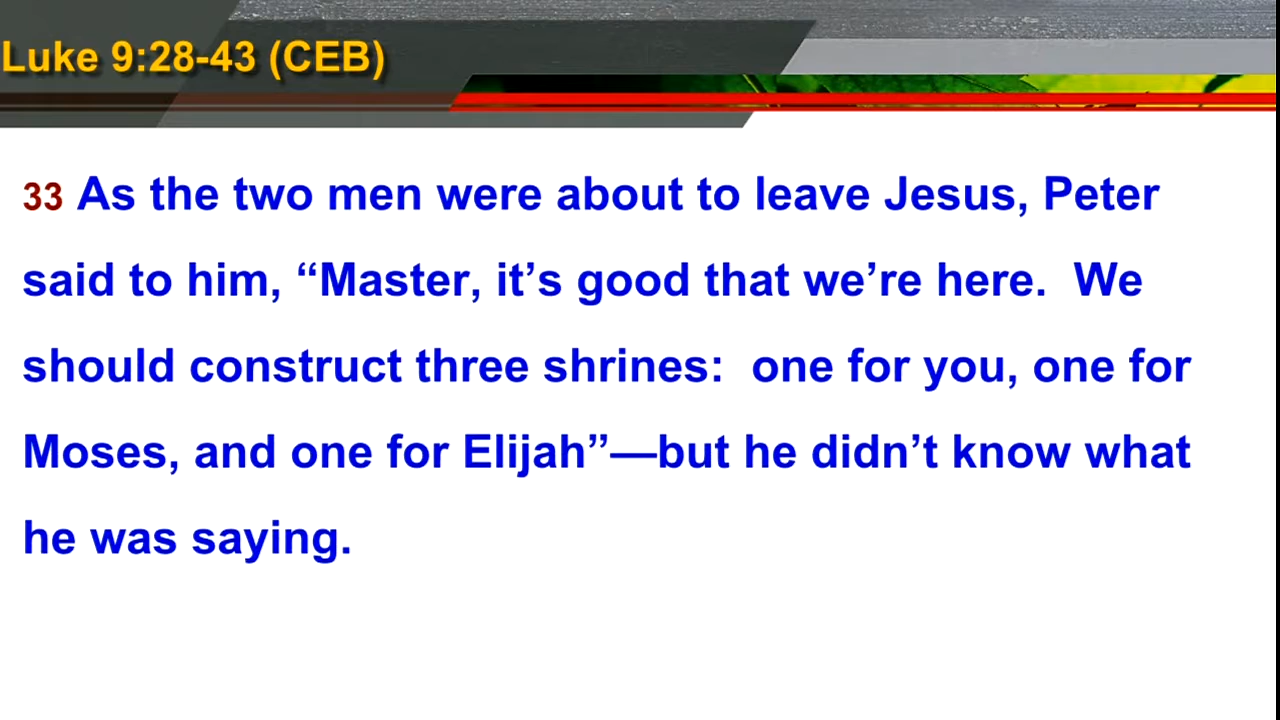 Luke 9:28-43 (CEB)
33 As the two men were about to leave Jesus, Peter
said to him, “Master, it’s good that we’re here.  We
should construct three shrines:  one for you, one for
Moses, and one for Elijah”—but he didn’t know what
he was saying.